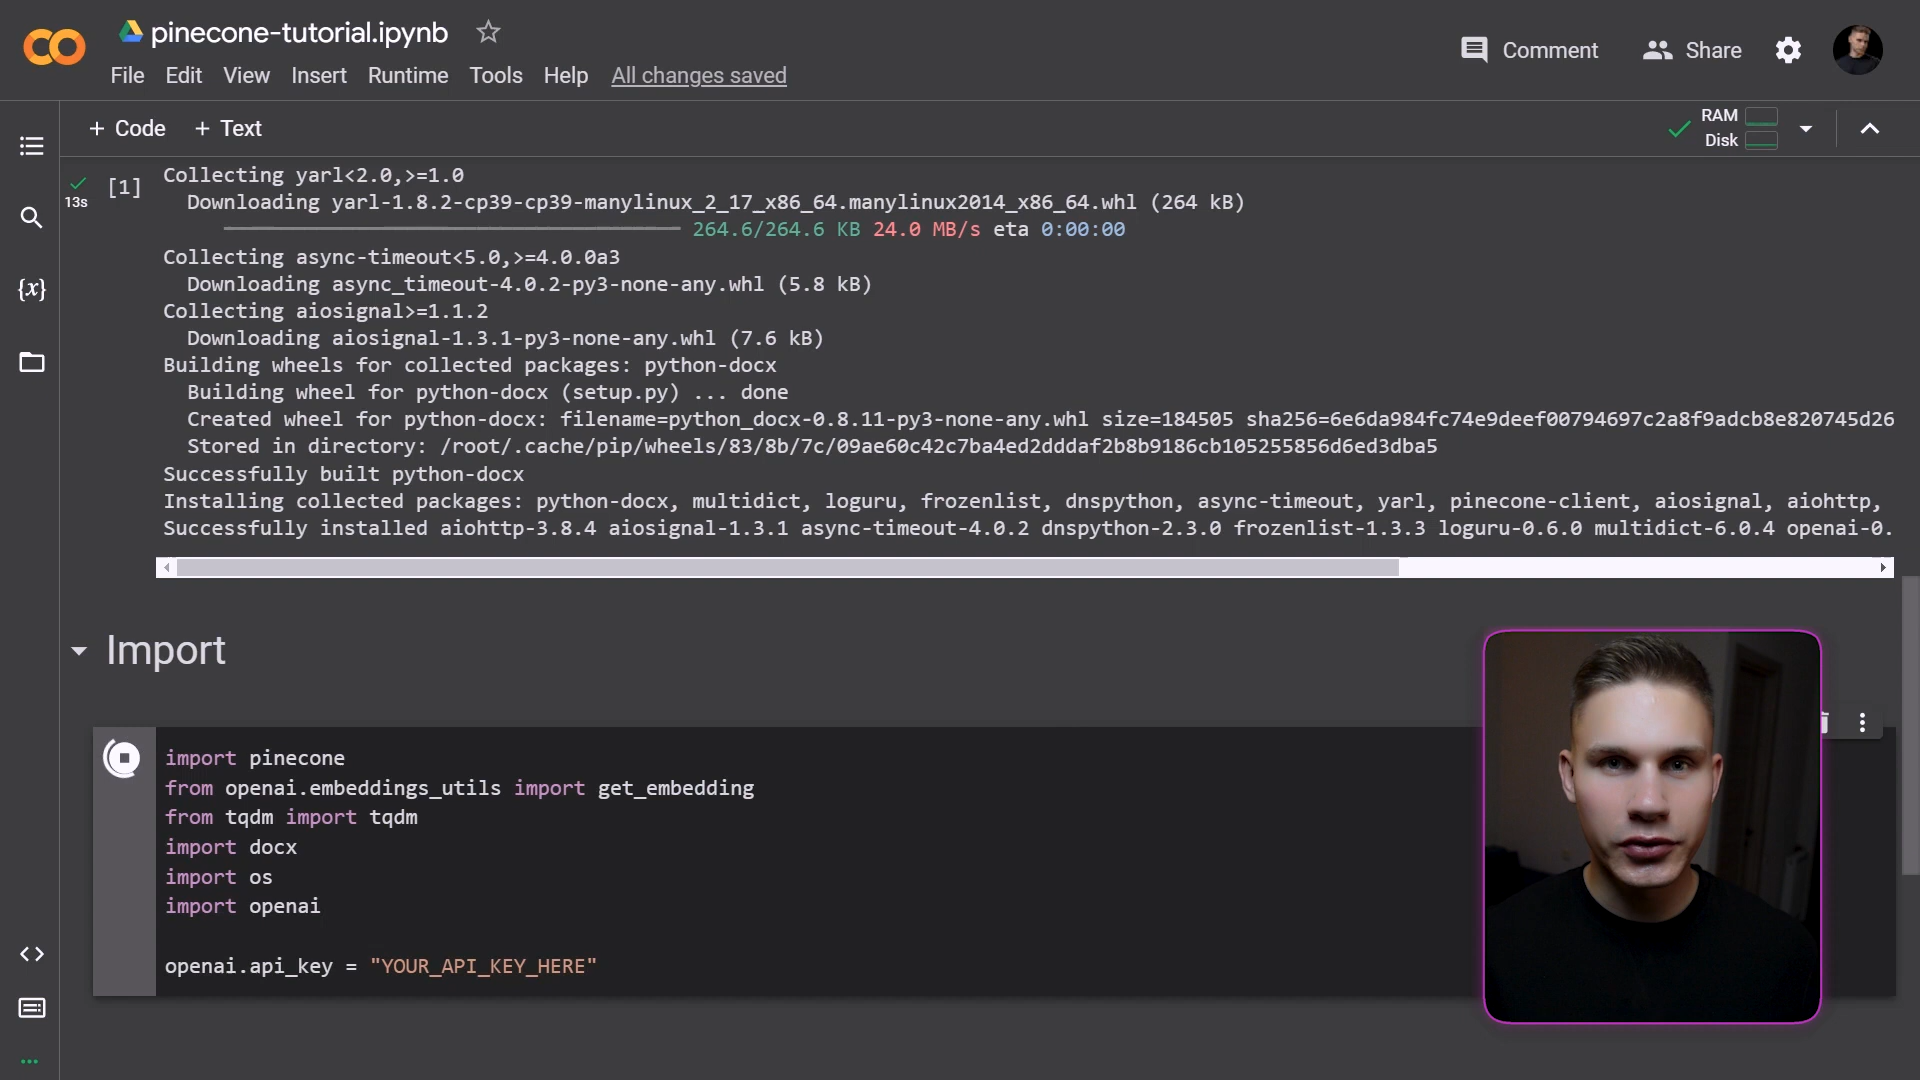 pinecone-tutorial.ipynb
Comment
Share
File Edit View Insert Runtime Tools Help All changes saved
+ Code + Text
RAM
Disk
[1]
13s
Collecting yarl<2.0,>=1.0
Downloading yarl-1.8.2-cp39-cp39-manylinux_2_17_x86_64.manylinux2014_x86_64.whl (264 kB)
264.6/264.6 KB 24.0 MB/s eta 0:00:00
Collecting async-timeout<5.0,>=4.0.0a3
Downloading async_timeout-4.0.2-py3-none-any.whl (5.8 kB)
Collecting aiosignal>=1.1.2
Downloading aiosignal-1.3.1-py3-none-any.whl (7.6 kB)
Building wheels for collected packages: python-docx
Building wheel for python-docx (setup.py) ... done
Created wheel for python-docx: filename=python_docx-0.8.11-py3-none-any.whl size=184505 sha256=6e6da984fc74e9deef00794697c2a8f9adcb8e820745d26
Stored in directory: /root/.cache/pip/wheels/83/8b/7c/09ae60c42c7ba4ed2dddaf2b8b9186cb105255856d6ed3dba5
Successfully built python-docx
Installing collected packages: python-docx, multidict, loguru, frozenlist, dnspython, async-timeout, yarl, pinecone-client, aiosignal, aiohttp,
Successfully installed aiohttp-3.8.4 aiosignal-1.3.1 async-timeout-4.0.2 dnspython-2.3.0 frozenlist-1.3.3 loguru-0.6.0 multidict-6.0.4 openai-0.
Import
import pinecone
from openai.embeddings_utils import get_embedding
from tqdm import tqdm
import docx
import os
import openai
openai.api_key = "YOUR_API_KEY_HERE"